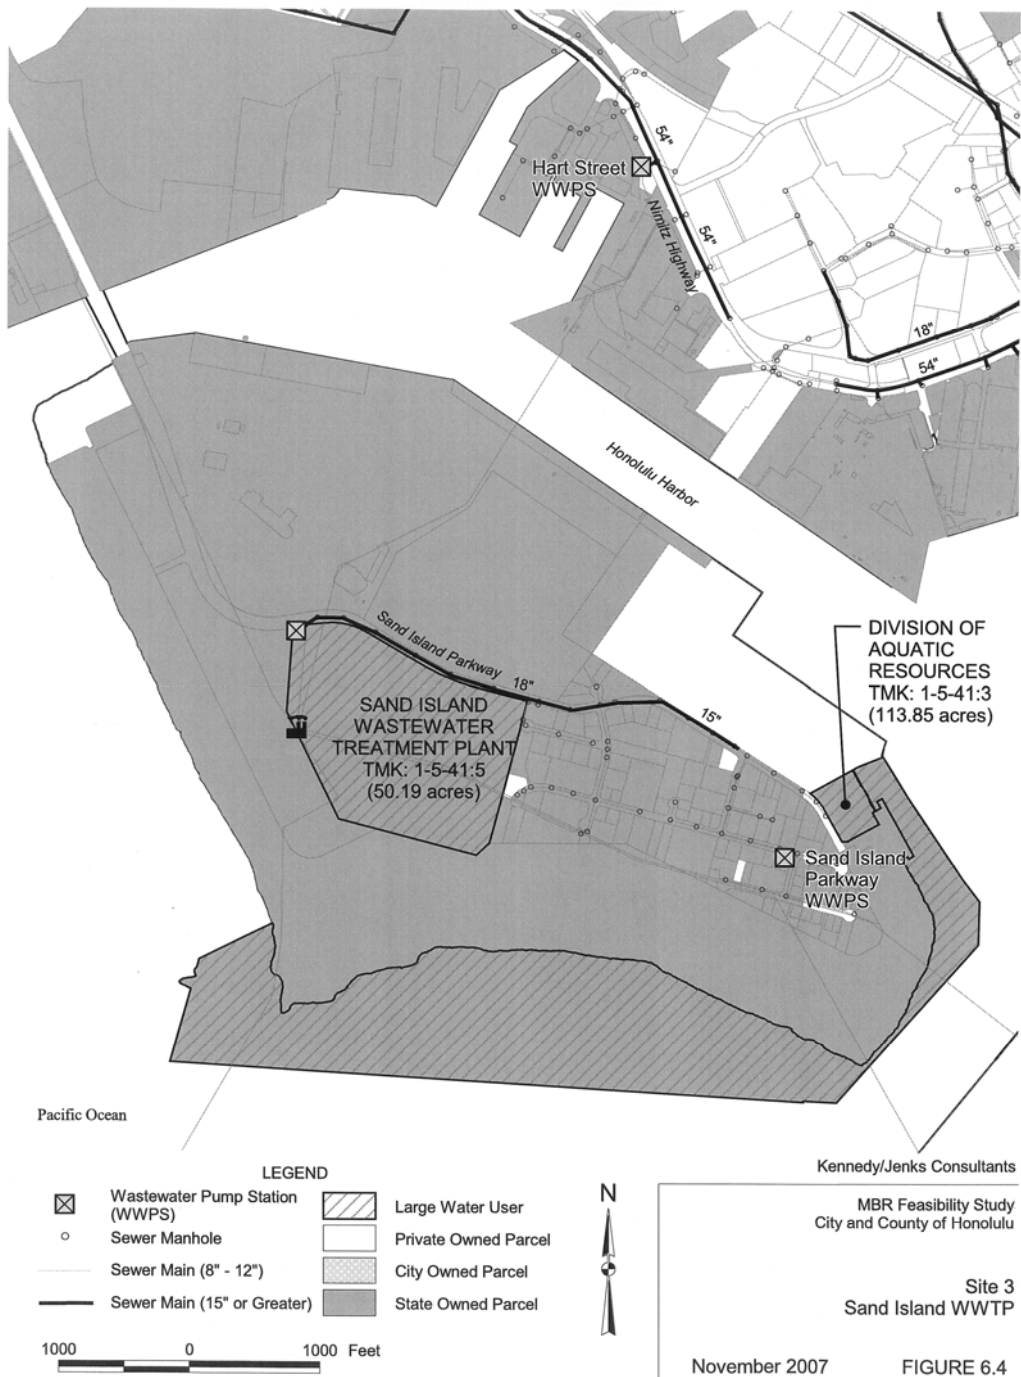 54"
Hart Street
WWPS
Nimitz Highway
54"
18"
54"
Honolulu Harbor
DIVISION OF
AQUATIC
RESOURCES
TMK: 1-5-41:3
(113.85 acres)
Sand Island Parkway
18"
15"
SAND ISLAND
WASTEWATER
TREATMENT PLANT
TMK: 1-5-41:5
(50.19 acres)
Sand Island
Parkway
WWPS
Pacific Ocean
LEGEND
Wastewater Pump Station
(WWPS)
Sewer Manhole
Sewer Main (8" - 12")
Sewer Main (15" or Greater)
Large Water User
Private Owned Parcel
City Owned Parcel
State Owned Parcel
1000 0 1000 Feet
N
Kennedy/Jenks Consultants
MBR Feasibility Study
City and County of Honolulu
Site 3
Sand Island WWTP
November 2007 FIGURE 6.4